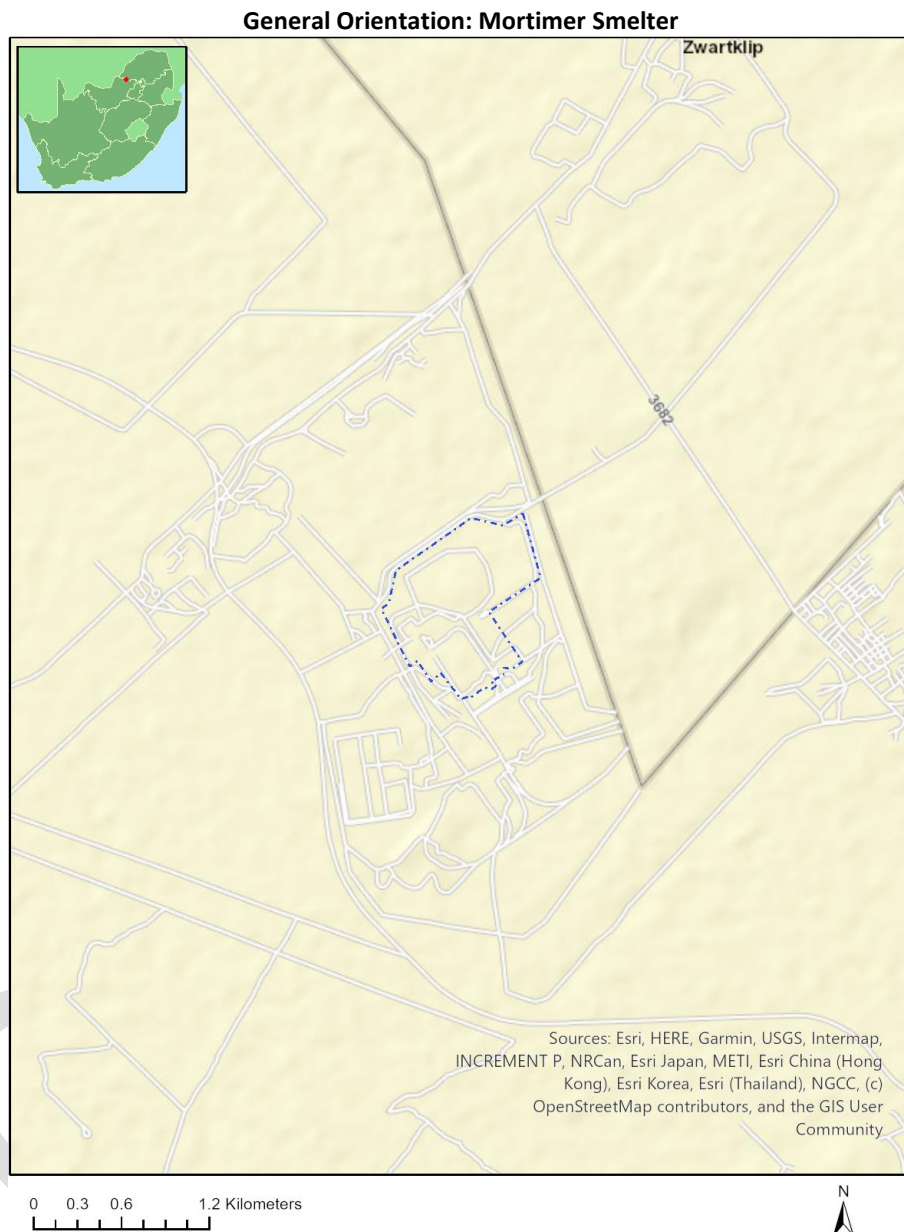 General Orientation: Mortimer Smelter
Zwartklip
3682
Sources: Esri, HERE, Garmin, USGS, Intermap,
INCREMENT P, NRCan, Esri Japan, METI, Esri China (Hong
Kong), Esri Korea, Esri (Thailand), NGCC, (c)
OpenStreetMap contributors, and the GIS User
Community
0 0.3 0.6 1.2 Kilometers
N